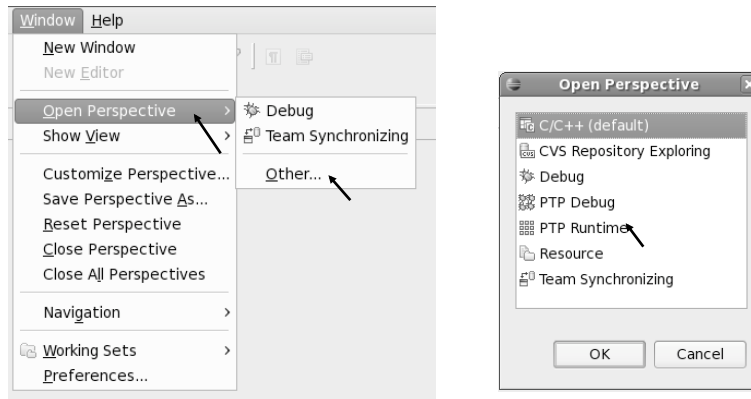 Window Help
New Window
New Editor
Open Perspective
Show View
Customize Perspective...
Save Perspective As...
Reset Perspective
Close Perspective
Close All Perspectives
Navigation
Working Sets
Preferences...
Debug
Team Synchronizing
Other...
Open Perspective
C/C++ (default)
CVS Repository Exploring
Debug
PTP Debug
PTP Runtime
Resource
Team Synchronizing
OK Cancel